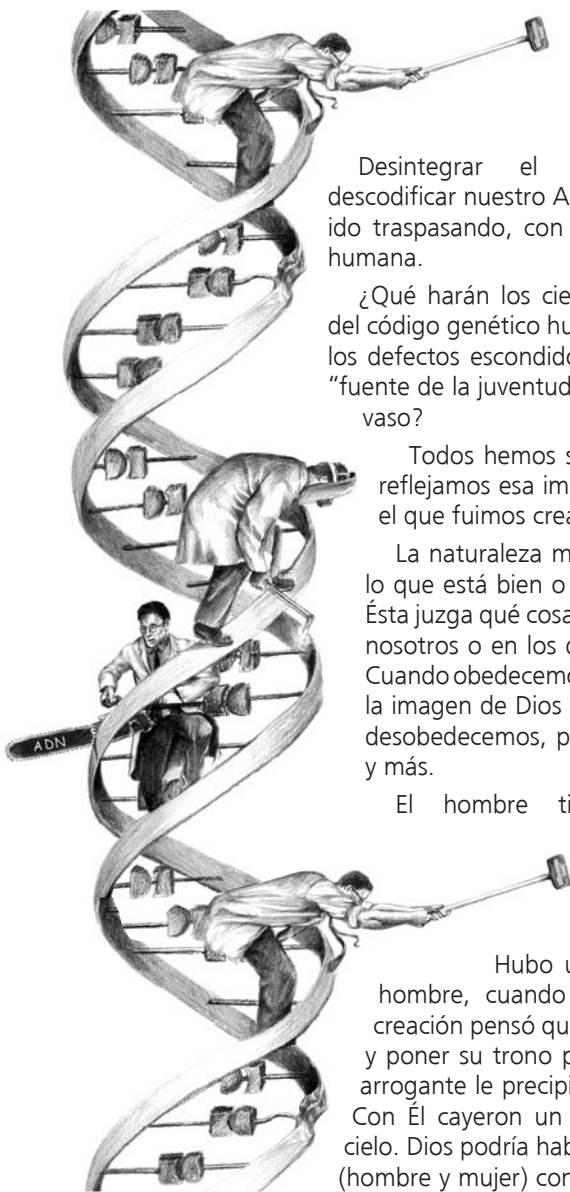 Desintegrar el
descodificar nuestro A
ido traspasando, con
humana.
¿Qué harán los cie
del código genético hu
los defectos escondido
“fuente de la juventud
vaso?
Todos hemos s
reflejamos esa im
el que fuimos crea
La naturaleza m
lo que está bien o
Ésta juzga qué cosa
nosotros o en los
Cuando obedecemo
la imagen de Dios
desobedecemos, p
y más.
ADN
El hombre ti
Hubo u
hombre, cuando
creación pensó qu
y poner su trono p
arrogante le precipi
Con Él cayeron un
cielo. Dios podría hab
(hombre y mujer) con